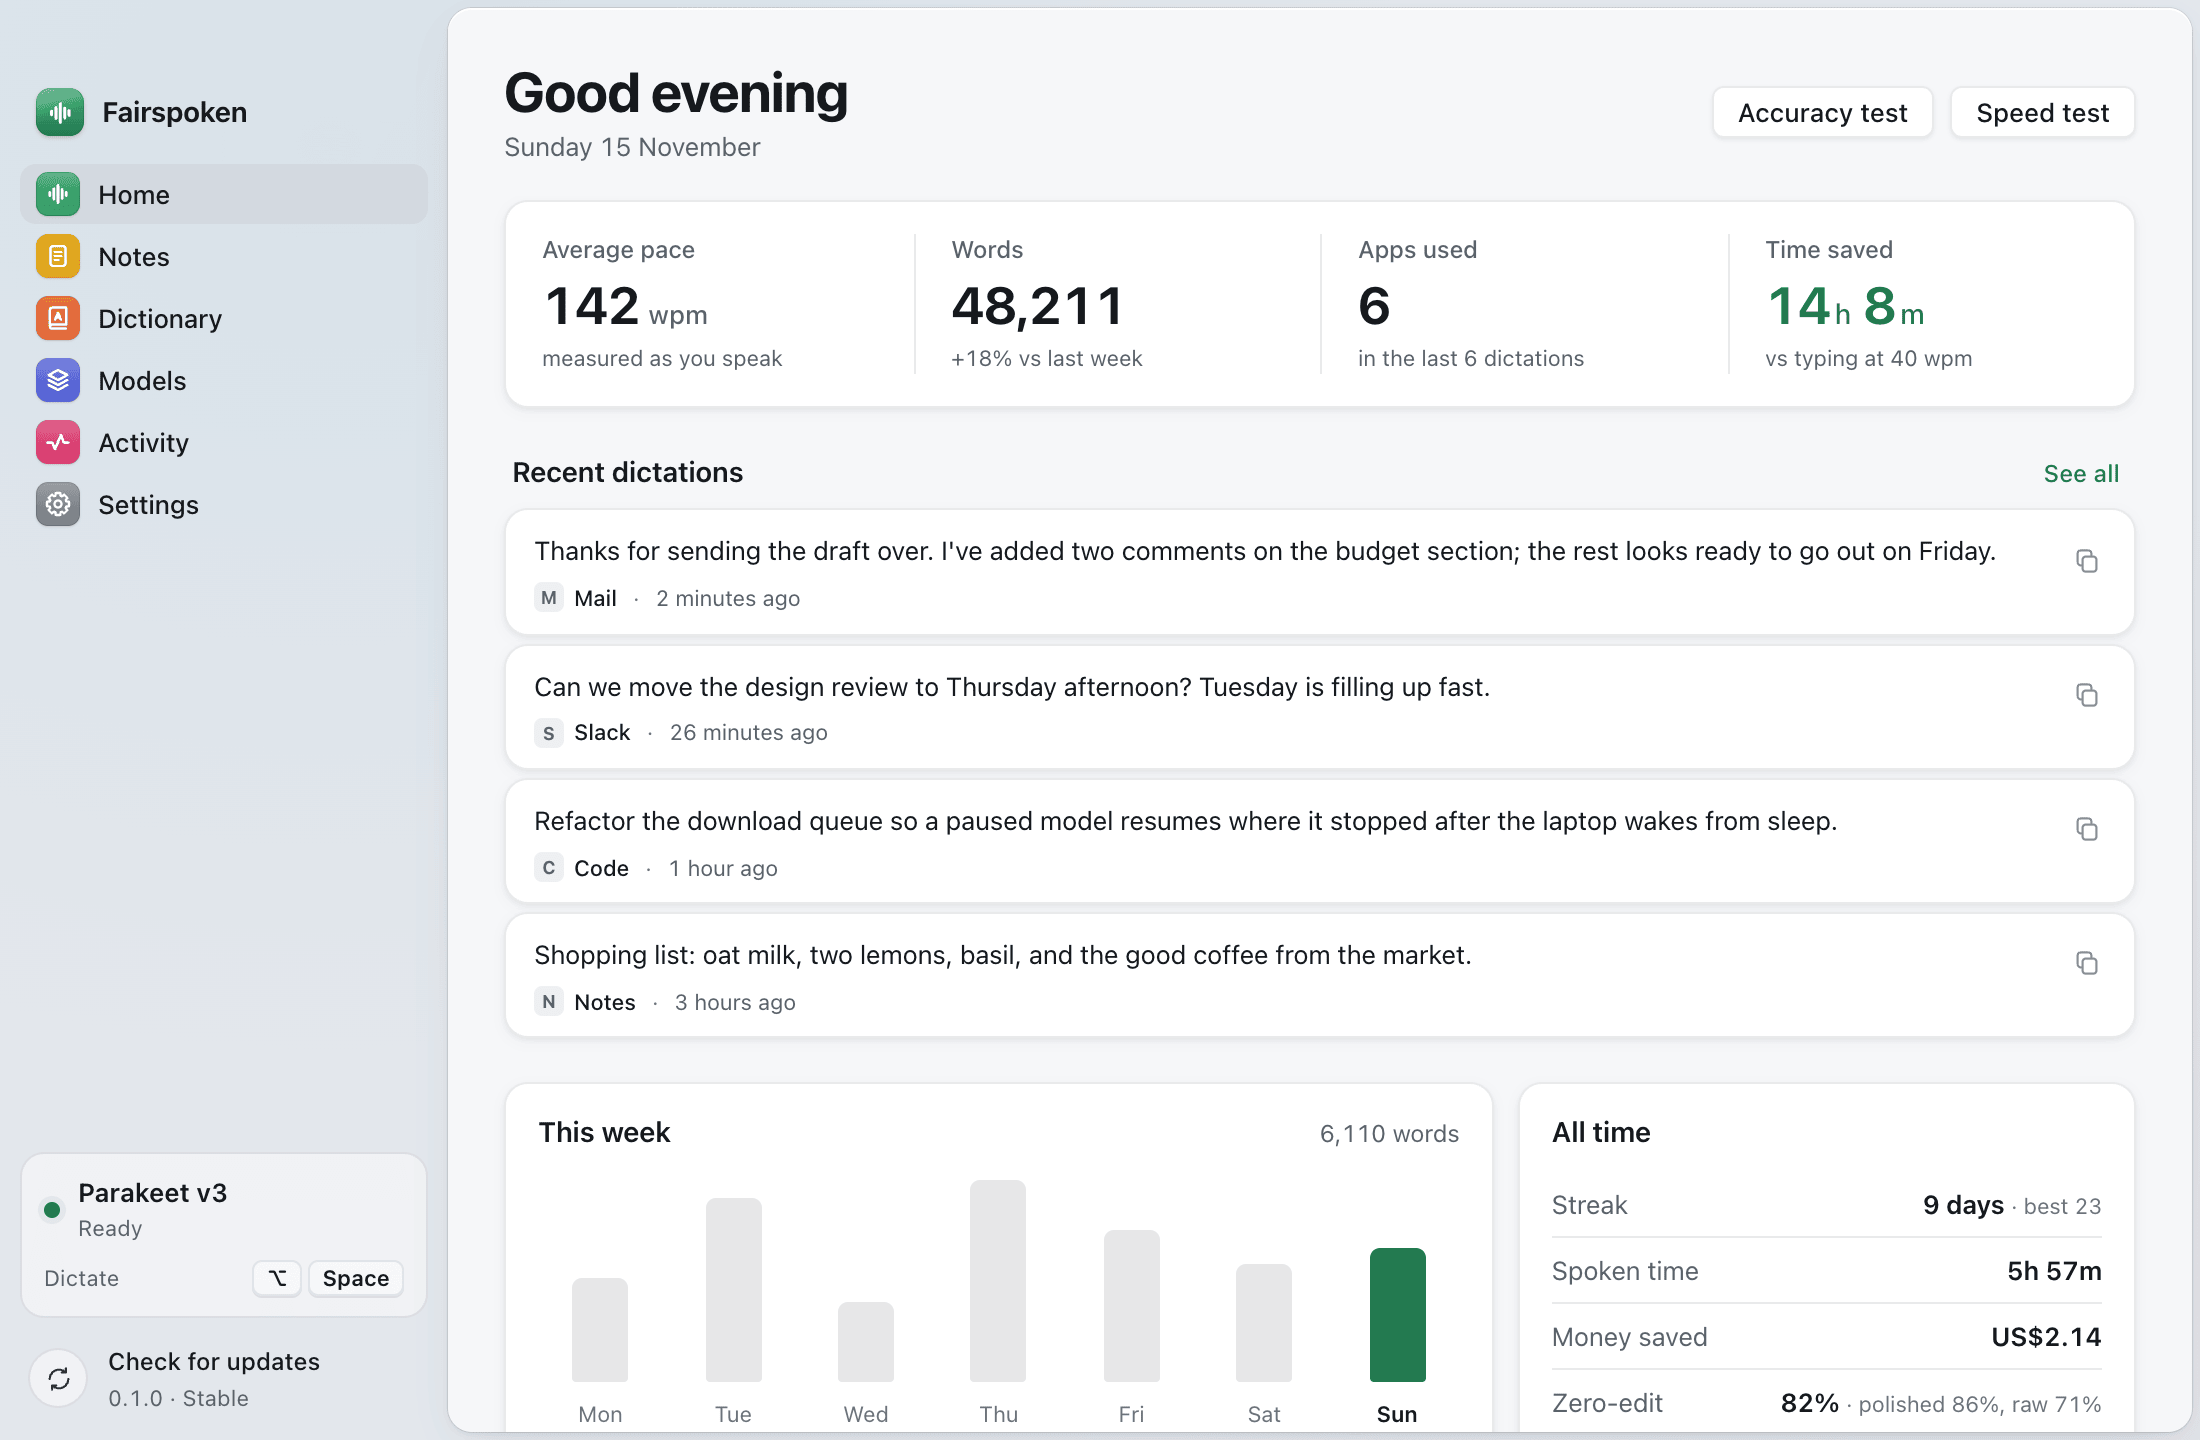 Fairspoken
Home
Notes
Dictionary
Models
Activity
Settings
Parakeet v3
Ready
Dictate ⌥ Space
Check for updates
0.1.0 · Stable
Good evening
Sunday 15 November
Accuracy test
Speed test
Average pace
142 wpm
measured as you speak
Words
48,211
+18% vs last week
Apps used
6
in the last 6 dictations
Time saved
14h 8m
vs typing at 40 wpm
Recent dictations
See all
Thanks for sending the draft over. I've added two comments on the budget section; the rest looks ready to go out on Friday.
M Mail · 2 minutes ago
Can we move the design review to Thursday afternoon? Tuesday is filling up fast.
S Slack · 26 minutes ago
Refactor the download queue so a paused model resumes where it stopped after the laptop wakes from sleep.
C Code · 1 hour ago
Shopping list: oat milk, two lemons, basil, and the good coffee from the market.
N Notes · 3 hours ago
This week
6,110 words
Mon Tue Wed Thu Fri Sat Sun
All time
Streak 9 days · best 23
Spoken time 5h 57m
Money saved US$2.14
Zero-edit 82% · polished 86%, raw 71%